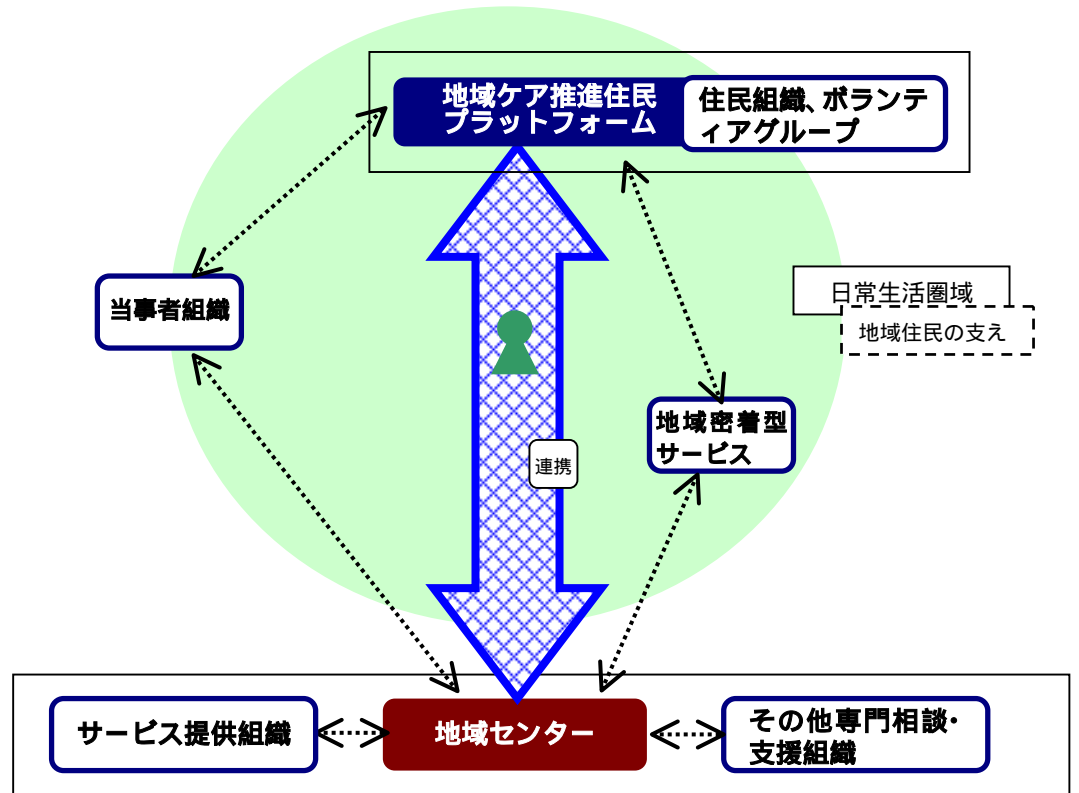 地域ケア推進住民
プラットフォーム
住民組織、ボランテ
ィアグループ
当事者組織
日常生活圏域
地域住民の支え
地域密着型
サービス
連携
サービス提供組織
地域センター
その他専門相談・
支援組織